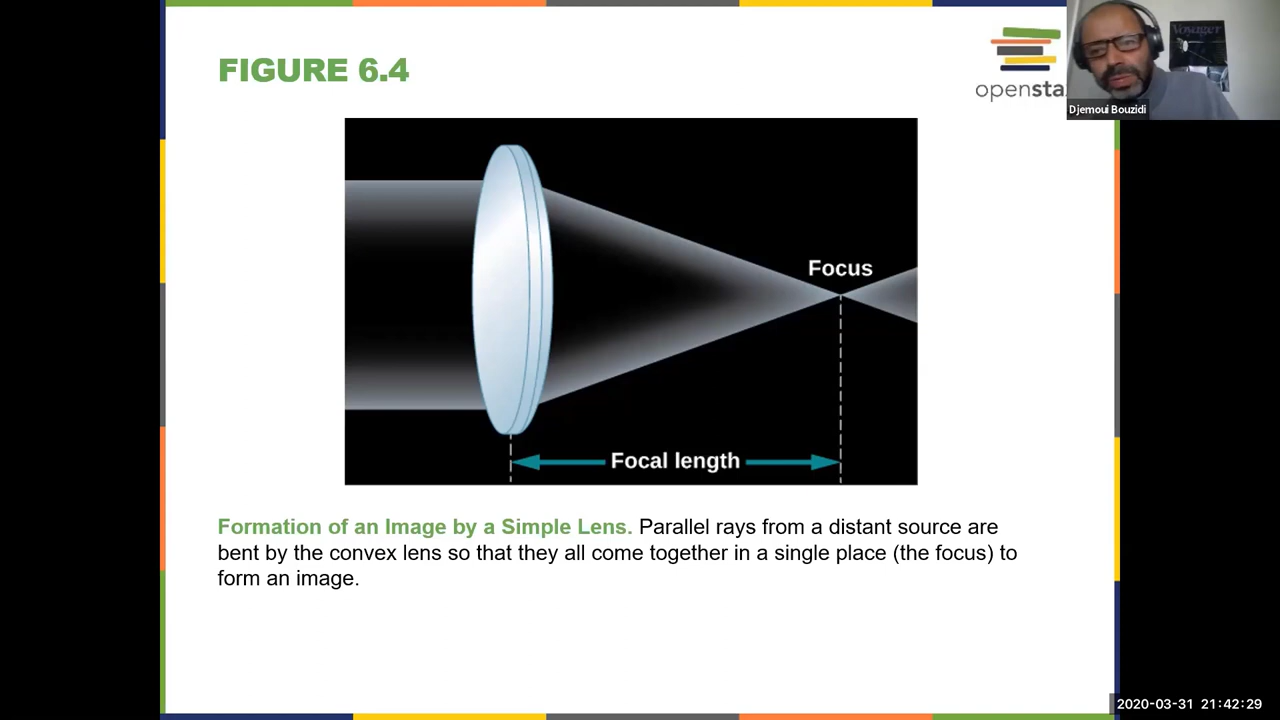 FIGURE 6.4
opensta
Djemoui Bouzidi
Voyager
Focus
Focal length
Formation of an Image by a Simple Lens. Parallel rays from a distant source are
bent by the convex lens so that they all come together in a single place (the focus) to
form an image.
2020-03-31 21:42:29